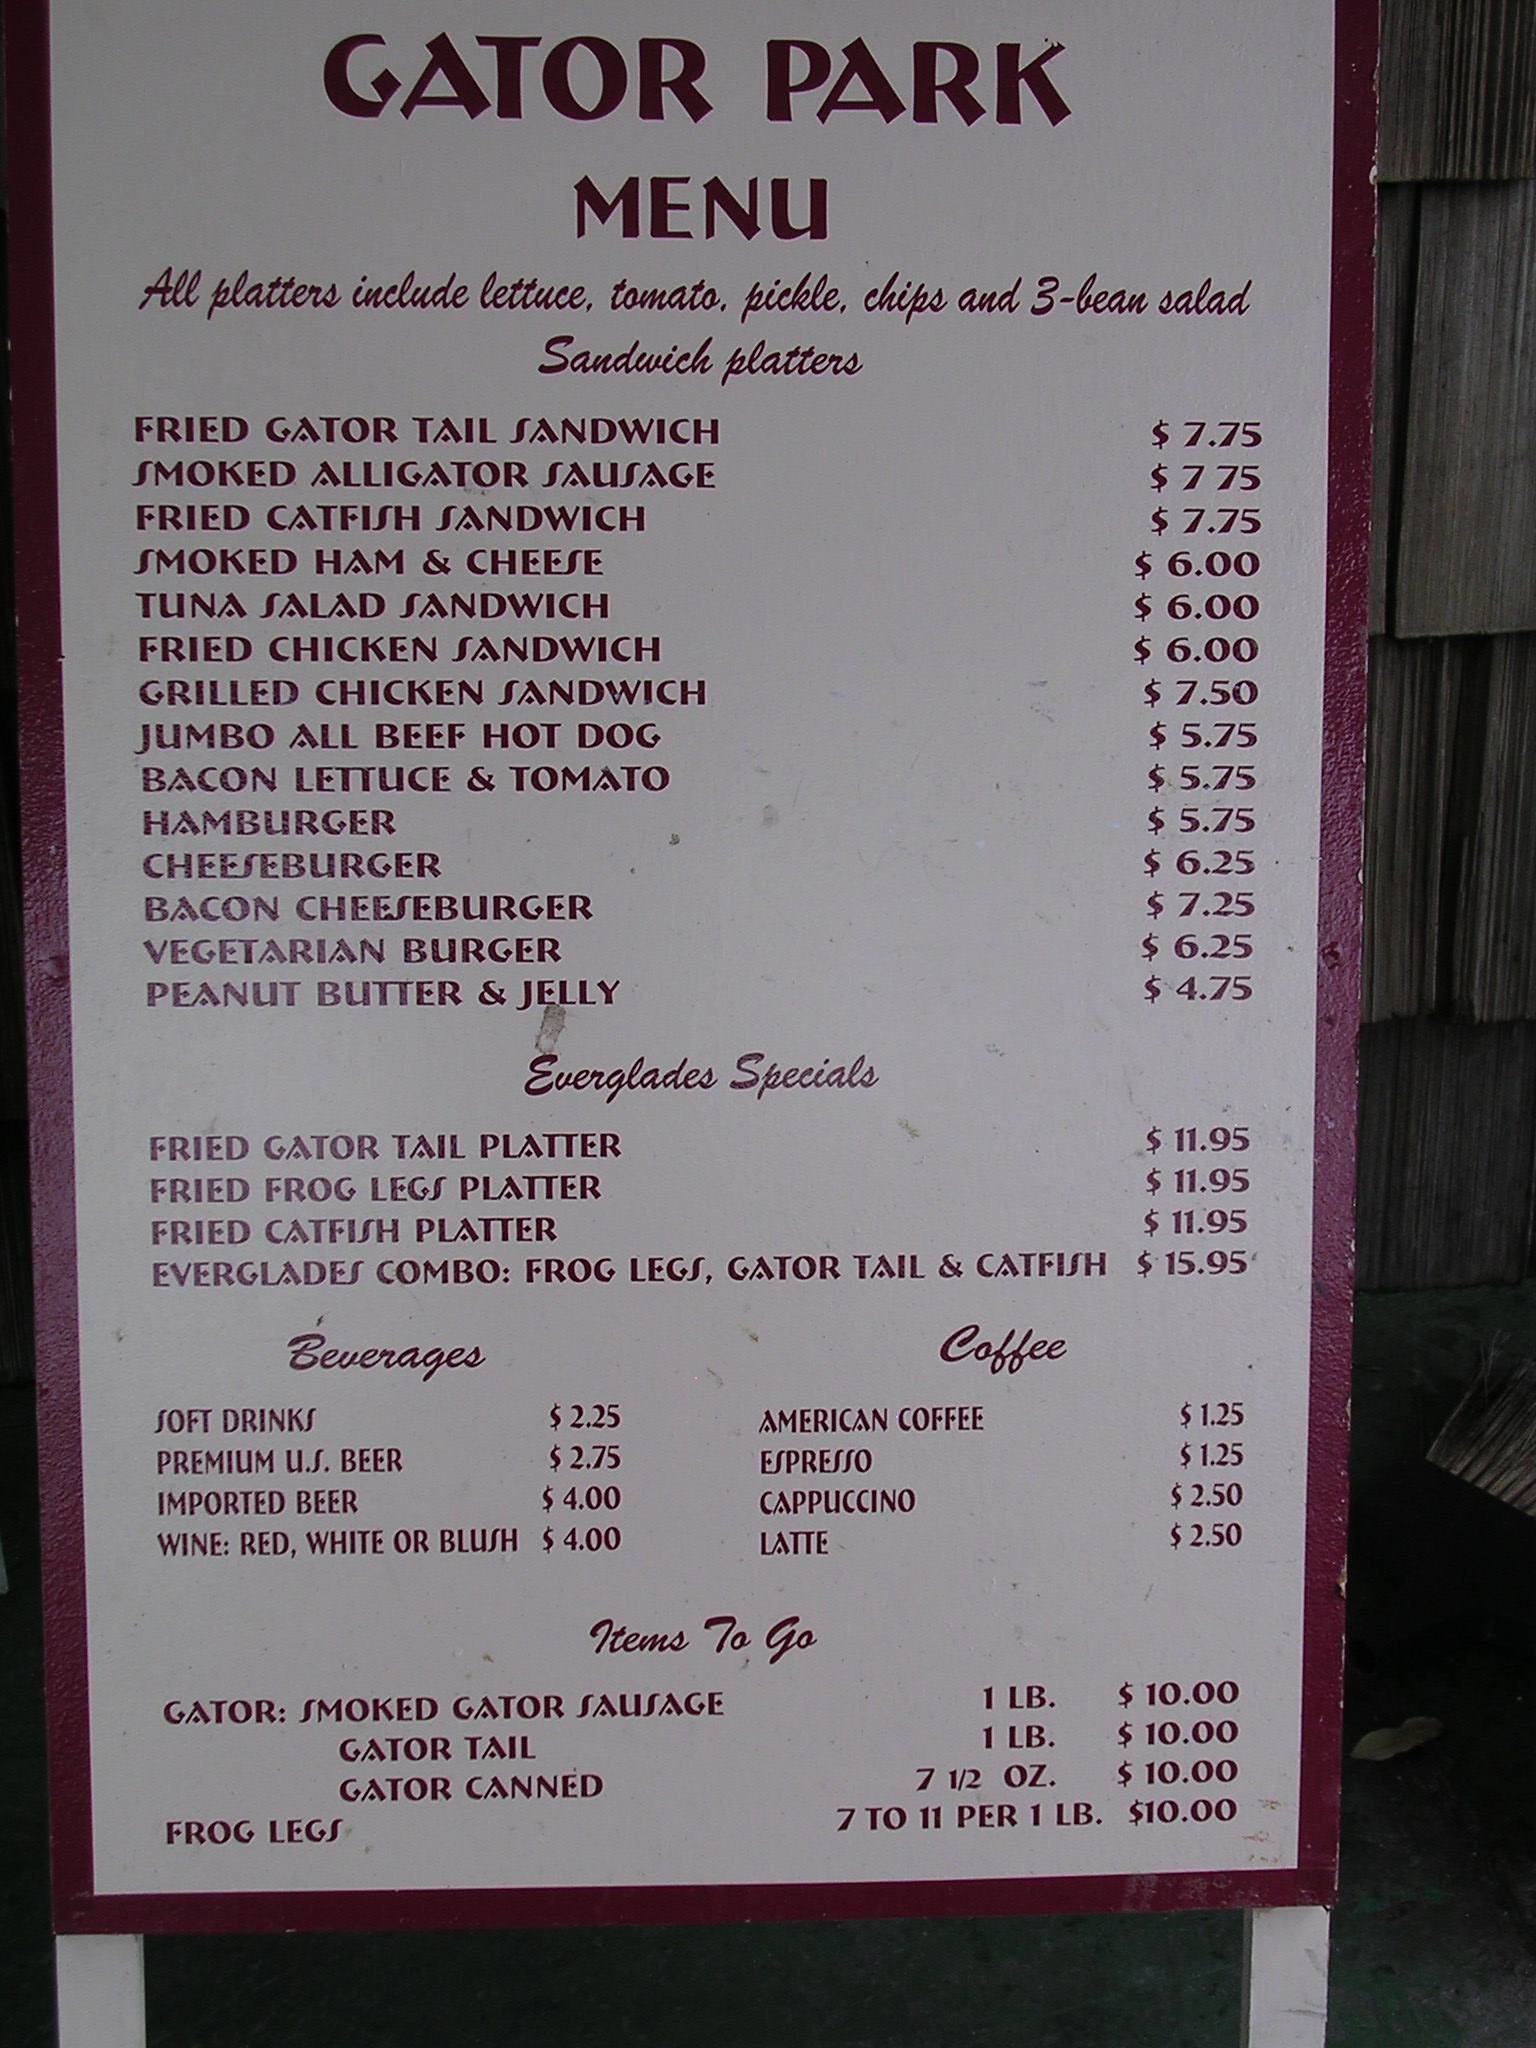 GATOR PARK
MENU
All platters include lettuce, tomato, pickle, chips and 3-bean salad
Sandwich platters
FRIED GATOR TAIL SANDWICH $ 7.75
SMOKED ALLIGATOR SAUSAGE $ 7 75
FRIED CATFISH SANDWICH $ 7.75
SMOKED HAM & CHEESE $ 6.00
TUNA SALAD SANDWICH $ 6.00
FRIED CHICKEN SANDWICH $ 6.00
GRILLED CHICKEN SANDWICH $ 7.50
JUMBO ALL BEEF HOT DOG $ 5.75
BACON LETTUCE & TOMATO $ 5.75
HAMBURGER $ 5.75
CHEESEBURGER $ 6.25
BACON CHEESEBURGER $ 7.25
VEGETARIAN BURGER $ 6.25
PEANUT BUTTER & JELLY $ 4.75
Everglades Specials
FRIED GATOR TAIL PLATTER $ 11.95
FRIED FROG LEGS PLATTER $ 11.95
FRIED CATFISH PLATTER $ 11.95
EVERGLADES COMBO: FROG LEGS, GATOR TAIL & CATFISH $ 15.95
Beverages
SOFT DRINKS $ 2.25
PREMIUM U.S. BEER $ 2.75
IMPORTED BEER $ 4.00
WINE: RED, WHITE OR BLUSH $ 4.00
Coffee
AMERICAN COFFEE $ 1.25
ESPRESSO $ 1.25
CAPPUCCINO $ 2.50
LATTE $ 2.50
Items To Go
GATOR: SMOKED GATOR SAUSAGE 1 LB. $ 10.00
GATOR TAIL 1 LB. $ 10.00
GATOR CANNED 7 1/2 OZ. $ 10.00
FROG LEGS 7 TO 11 PER 1 LB. $10.00